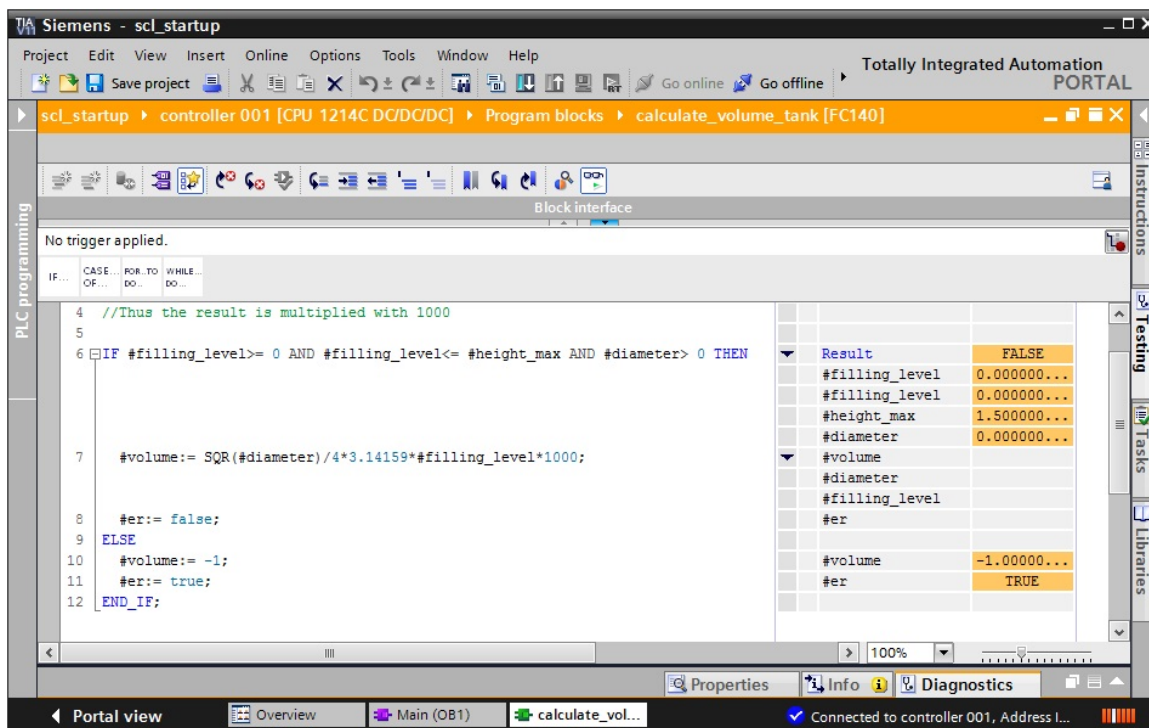 Siemens - scl_startup
Project Edit View Insert Online Options Tools Window Help
Totally Integrated Automation
PORTAL
Save project Go online Go offline
scl_startup controller 001 [CPU 1214C DC/DC/DC] Program blocks calculate_volume_tank [FC140]
Block interface
No trigger applied.
IF... CASE... OF... FOR..TO DO.. WHILE.. DO...
4 //Thus the result is multiplied with 1000
5
6 IF #filling_level>= 0 AND #filling_level<= #height_max AND #diameter> 0 THEN Result FALSE
#filling_level 0.000000...
#filling_level 0.000000...
#height_max 1.500000...
#diameter 0.000000...
7 #volume:= SQR(#diameter)/4*3.14159*#filling_level*1000; #volume
#diameter
#filling_level
8 #er:= false; #er
9 ELSE
10 #volume:= -1; #volume -1.00000...
11 #er:= true; #er TRUE
12 END_IF;
100%
Properties Info Diagnostics
Portal view Overview Main (OB1) calculate_vol... Connected to controller 001, Address I...
PLC programming
Instructions
Testing
Tasks
Libraries